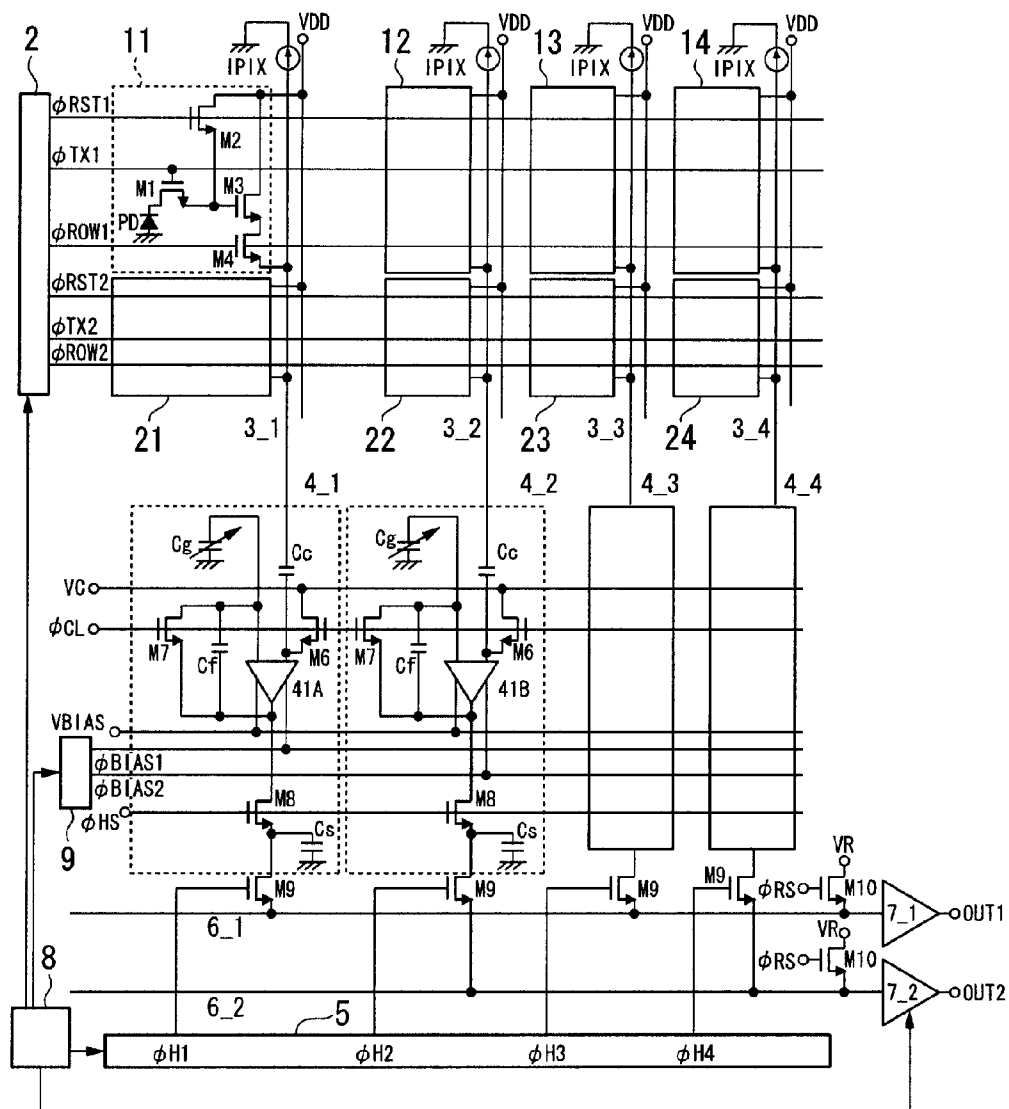 VDD VDD VDD VDD
2 11 12 13 14
IPIX IPIX IPIX IPIX
φRST1
M2
φTX1
M1 M3
PD
φROW1
M4
φRST2
φTX2
φROW2
21 3_1 22 3_2 23 3_3 24 3_4
4_1 4_2 4_3 4_4
Cg Cc Cg Cc
VC
φCL
M7 Cf M6 M7 Cf M6
41A 41B
VBIAS
φBIAS1
φBIAS2
9 φHS M8 M8
Cs Cs
VR
M9 M9 M9 M9 φRS M10
6_1 7_1 OUT1
VR
8 φRS M10
6_2 7_2 OUT2
5
φH1 φH2 φH3 φH4